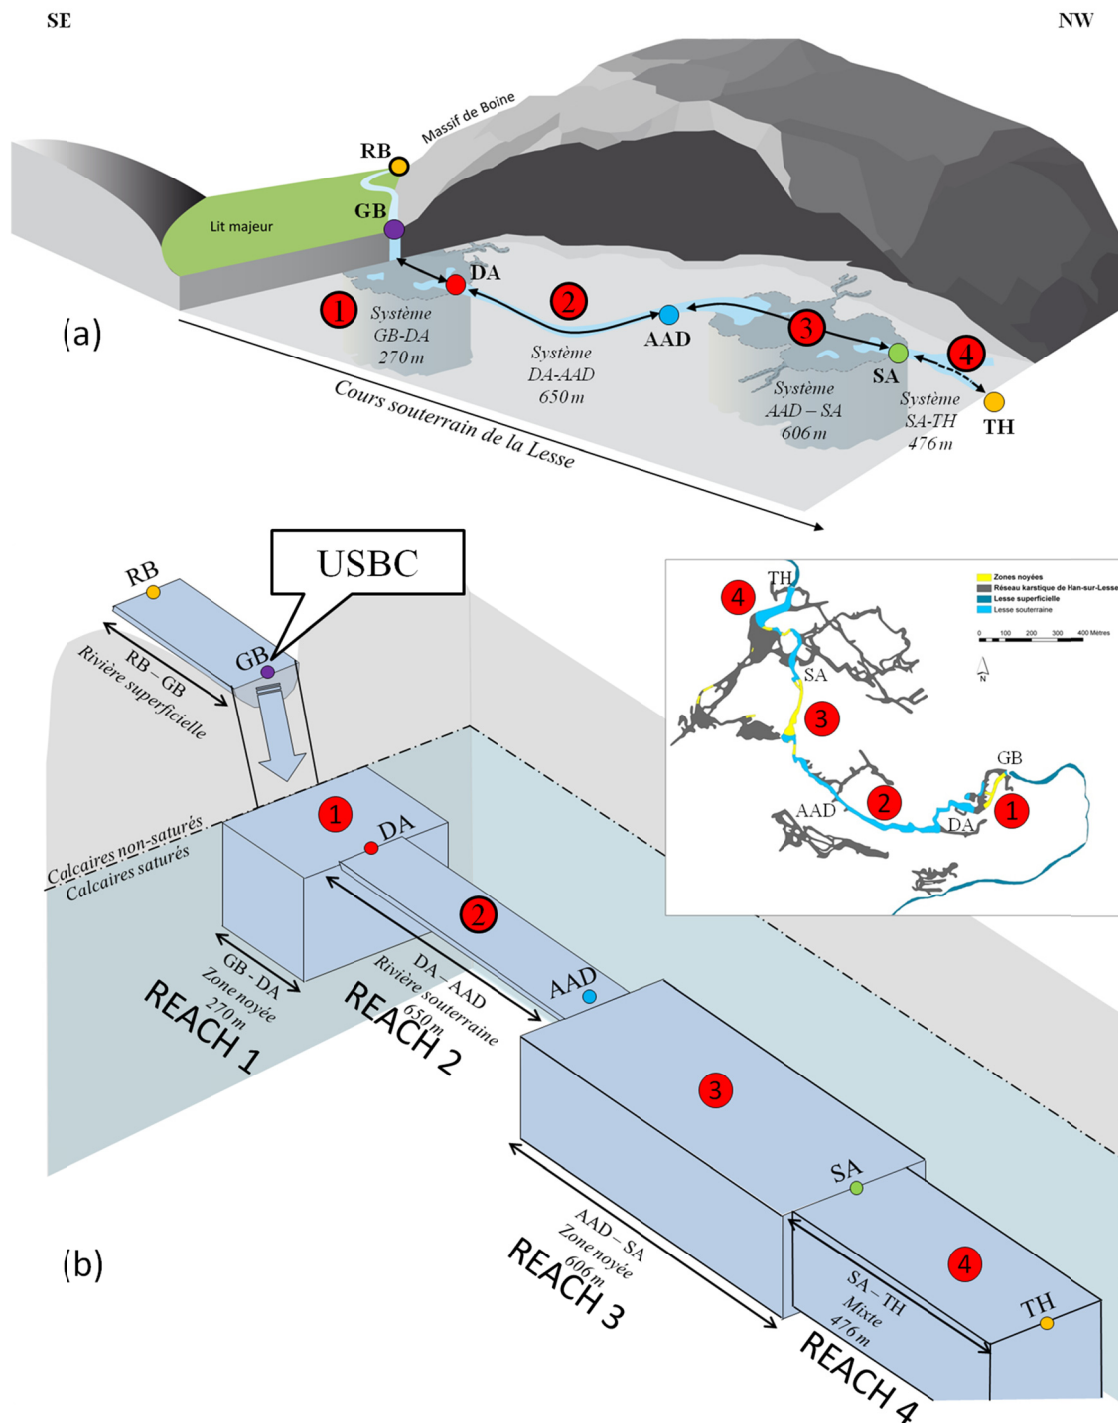 SE
NW
Massif de Boine
RB
GB
Lit majeur
DA
1
2
AAD
3
SA
4
TH
Système
GB-DA
270 m
Système
DA-AAD
650 m
Système
AAD – SA
606 m
Système
SA-TH
476 m
(a)
Cours souterrain de la Lesse
USBC
RB
GB
RB – GB
Rivière superficielle
Calcaires non-saturés
Calcaires saturés
1
DA
2
AAD
GB - DA
Zone noyée
270 m
REACH 1
DA – AAD
Rivière souterraine
650 m
REACH 2
3
SA
AAD – SA
Zone noyée
606 m
REACH 3
4
TH
SA – TH
Mixte
476 m
REACH 4
(b)
TH
4
SA
3
AAD
2
DA
GB
1
Zones noyées
Réseau karstique de Han-sur-Lesse
Lesse superficielle
Lesse souterraine
0 100 200 300 400 Mètres
N